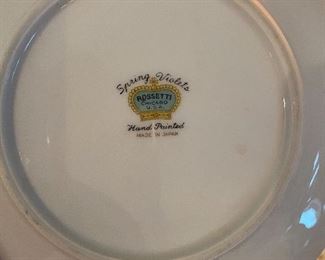 Spring Violets
ROSSETTI
CHICAGO
U.S.A.
Hand Painted
MADE IN JAPAN